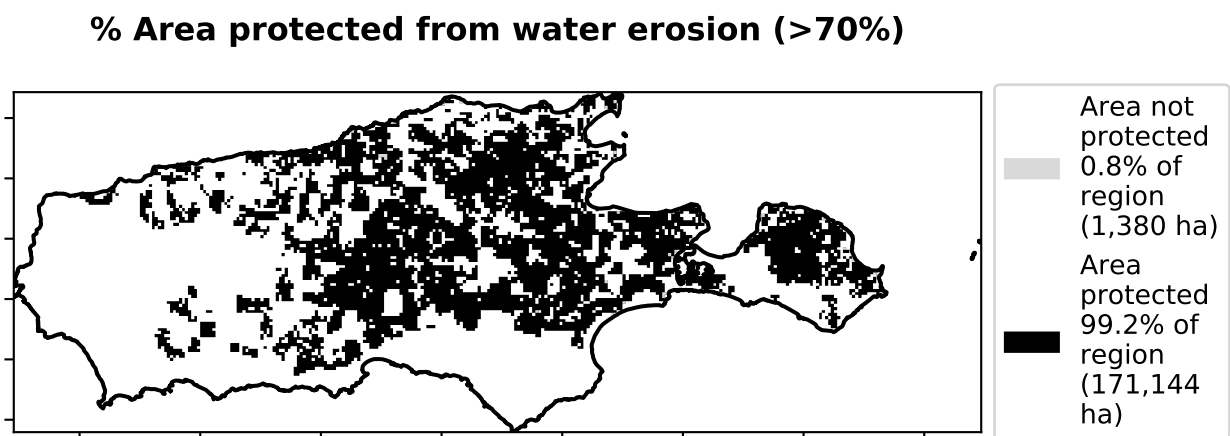 % Area protected from water erosion (>70%)
Area not
protected
0.8% of
region
(1,380 ha)
Area
protected
99.2% of
region
(171,144
ha)